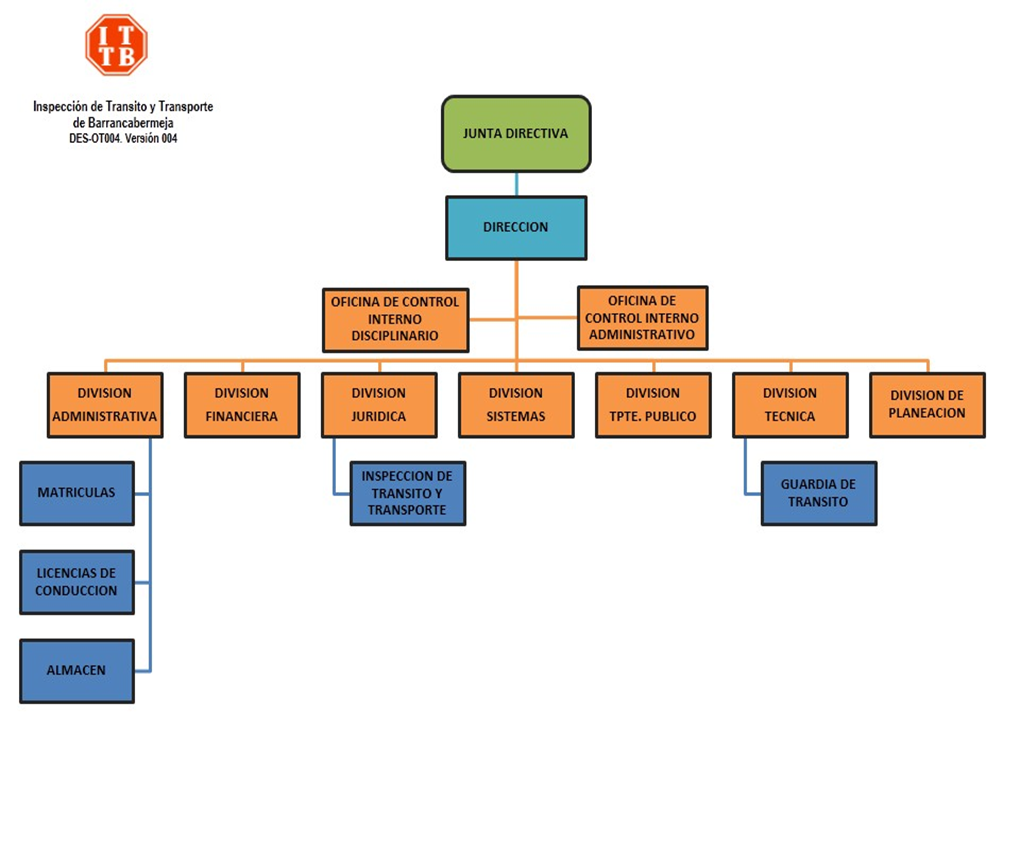 I T
T B
Inspección de Transito y Transporte
de Barrancabermeja
DES-OT004. Versión 004
JUNTA DIRECTIVA
DIRECCION
OFICINA DE CONTROL
INTERNO
DISCIPLINARIO
OFICINA DE
CONTROL INTERNO
ADMINISTRATIVO
DIVISION
ADMINISTRATIVA
DIVISION
FINANCIERA
DIVISION
JURIDICA
DIVISION
SISTEMAS
DIVISION
TPTE. PUBLICO
DIVISION
TECNICA
DIVISION DE
PLANEACION
MATRICULAS
INSPECCION DE
TRANSITO Y
TRANSPORTE
GUARDIA DE
TRANSITO
LICENCIAS DE
CONDUCCION
ALMACEN